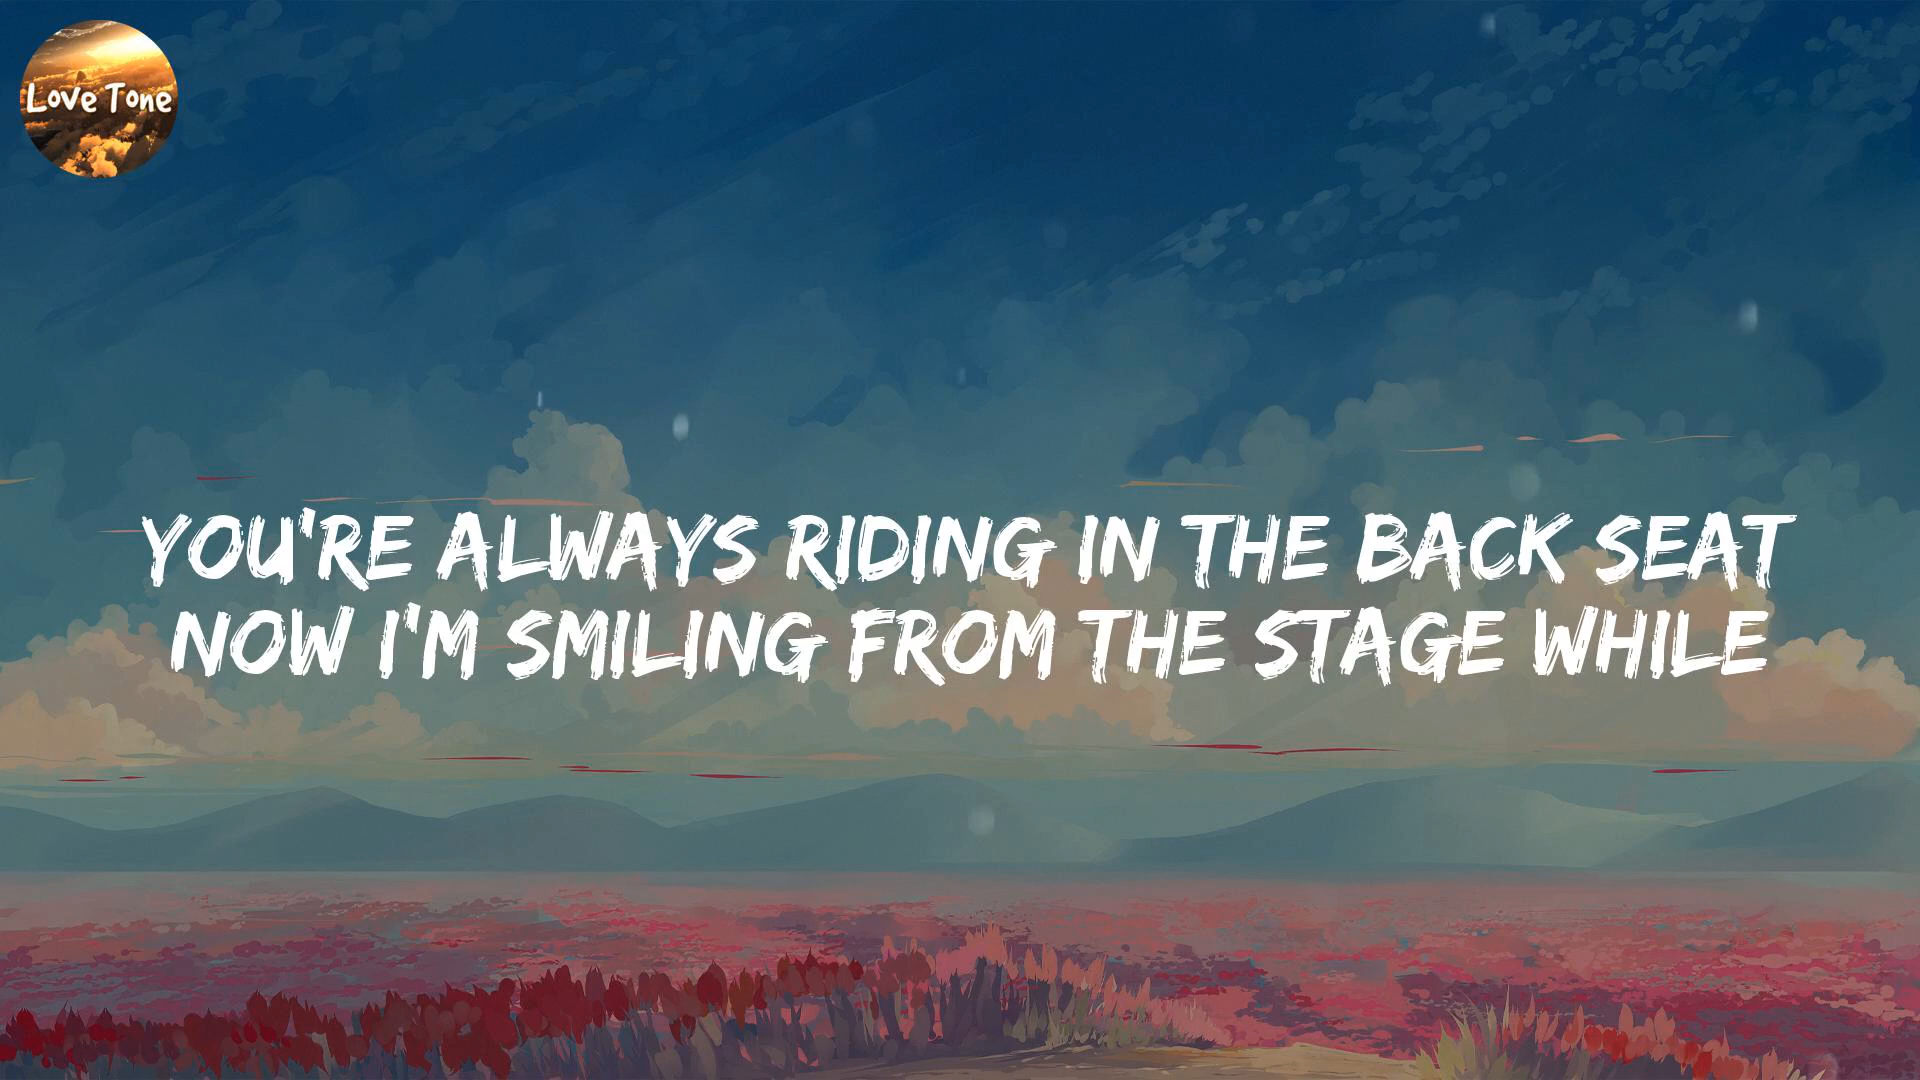 Love Tone
YOU'RE ALWAYS RIDING IN THE BACK SEAT
NOW I'M SMILING FROM THE STAGE WHILE